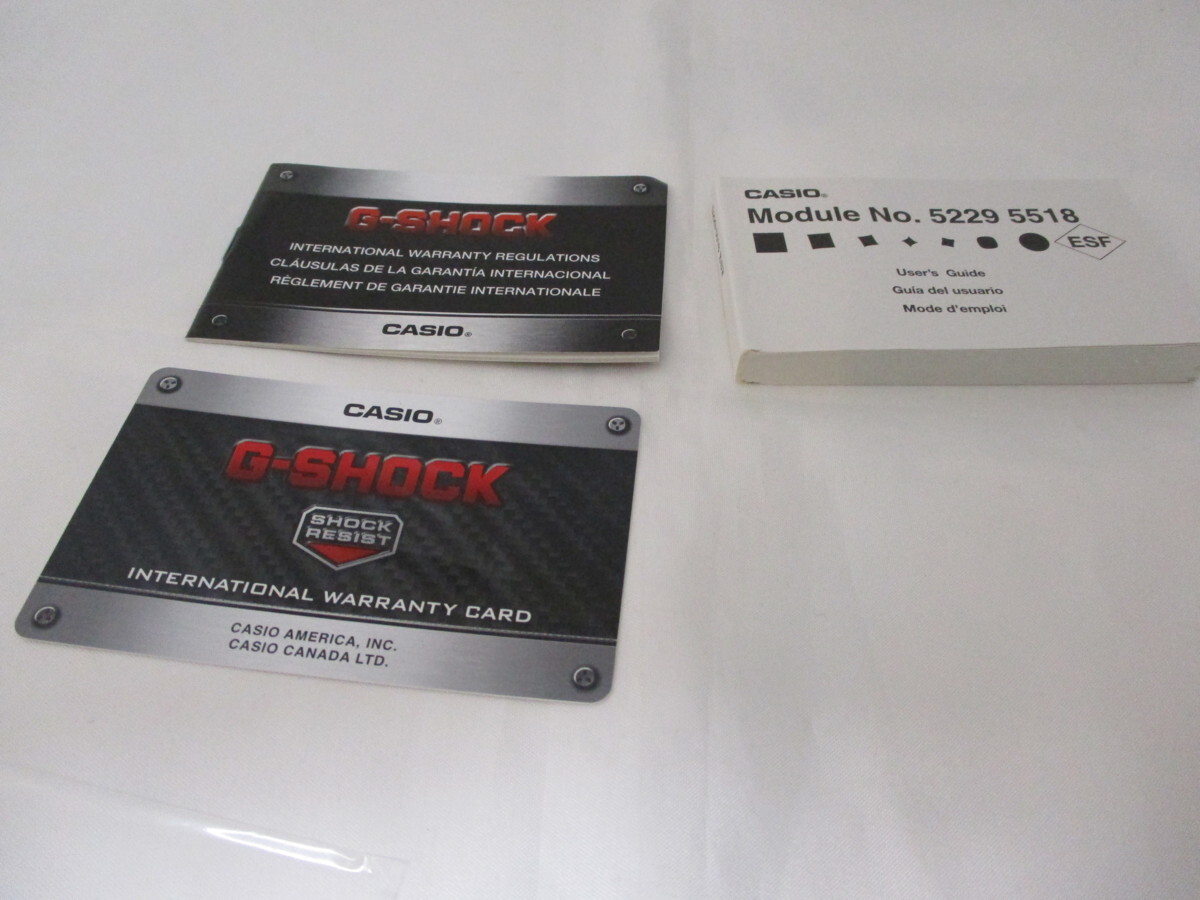 G-SHOCK
INTERNATIONAL WARRANTY REGULATIONS
CLÁUSULAS DE LA GARANTÍA INTERNACIONAL
RÈGLEMENT DE GARANTIE INTERNATIONALE
CASIO®
CASIO®
Module No. 5229 5518
ESF
User's Guide
Guía del usuario
Mode d'emploi
CASIO®
G-SHOCK
SHOCK
RESIST
INTERNATIONAL WARRANTY CARD
CASIO AMERICA, INC.
CASIO CANADA LTD.